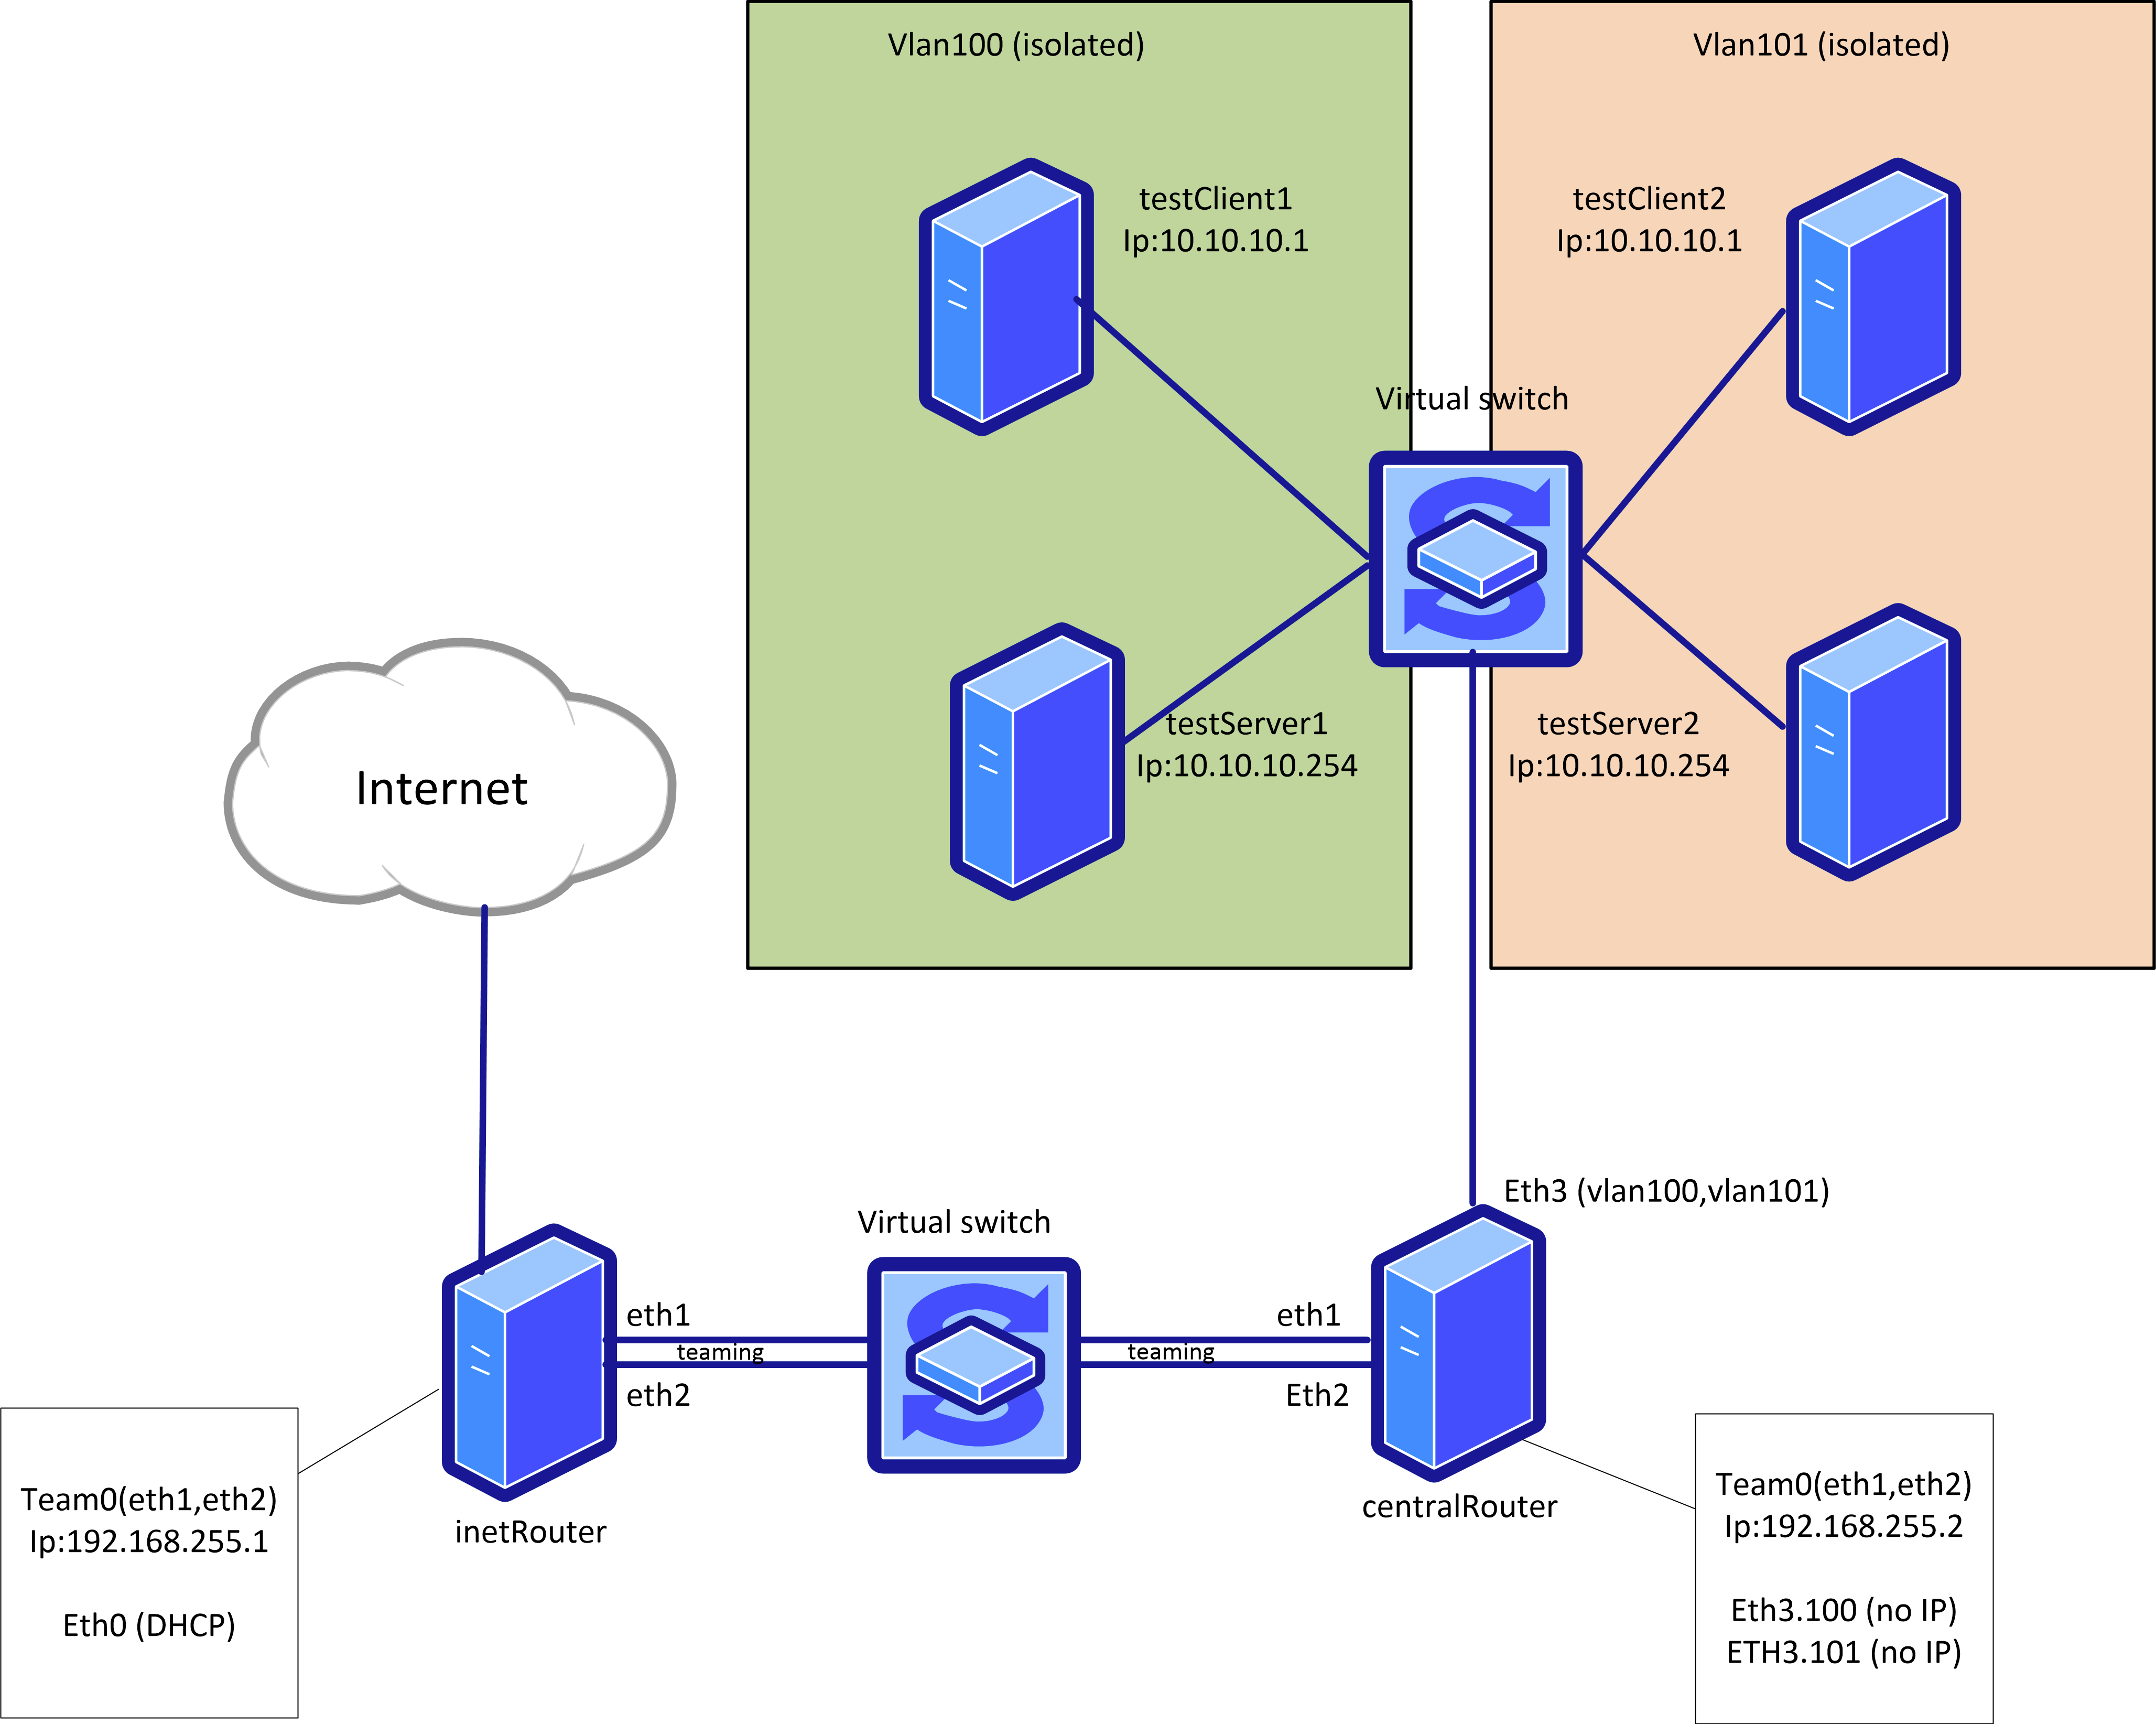 Vlan100 (isolated)
Vlan101 (isolated)
testClient1
Ip:10.10.10.1
testClient2
Ip:10.10.10.1
Virtual switch
testServer1
Ip:10.10.10.254
testServer2
Ip:10.10.10.254
Internet
Eth3 (vlan100,vlan101)
Virtual switch
eth1
teaming
eth2
eth1
teaming
Eth2
inetRouter
centralRouter
Team0(eth1,eth2)
Ip:192.168.255.1
Eth0 (DHCP)
Team0(eth1,eth2)
Ip:192.168.255.2
Eth3.100 (no IP)
ETH3.101 (no IP)